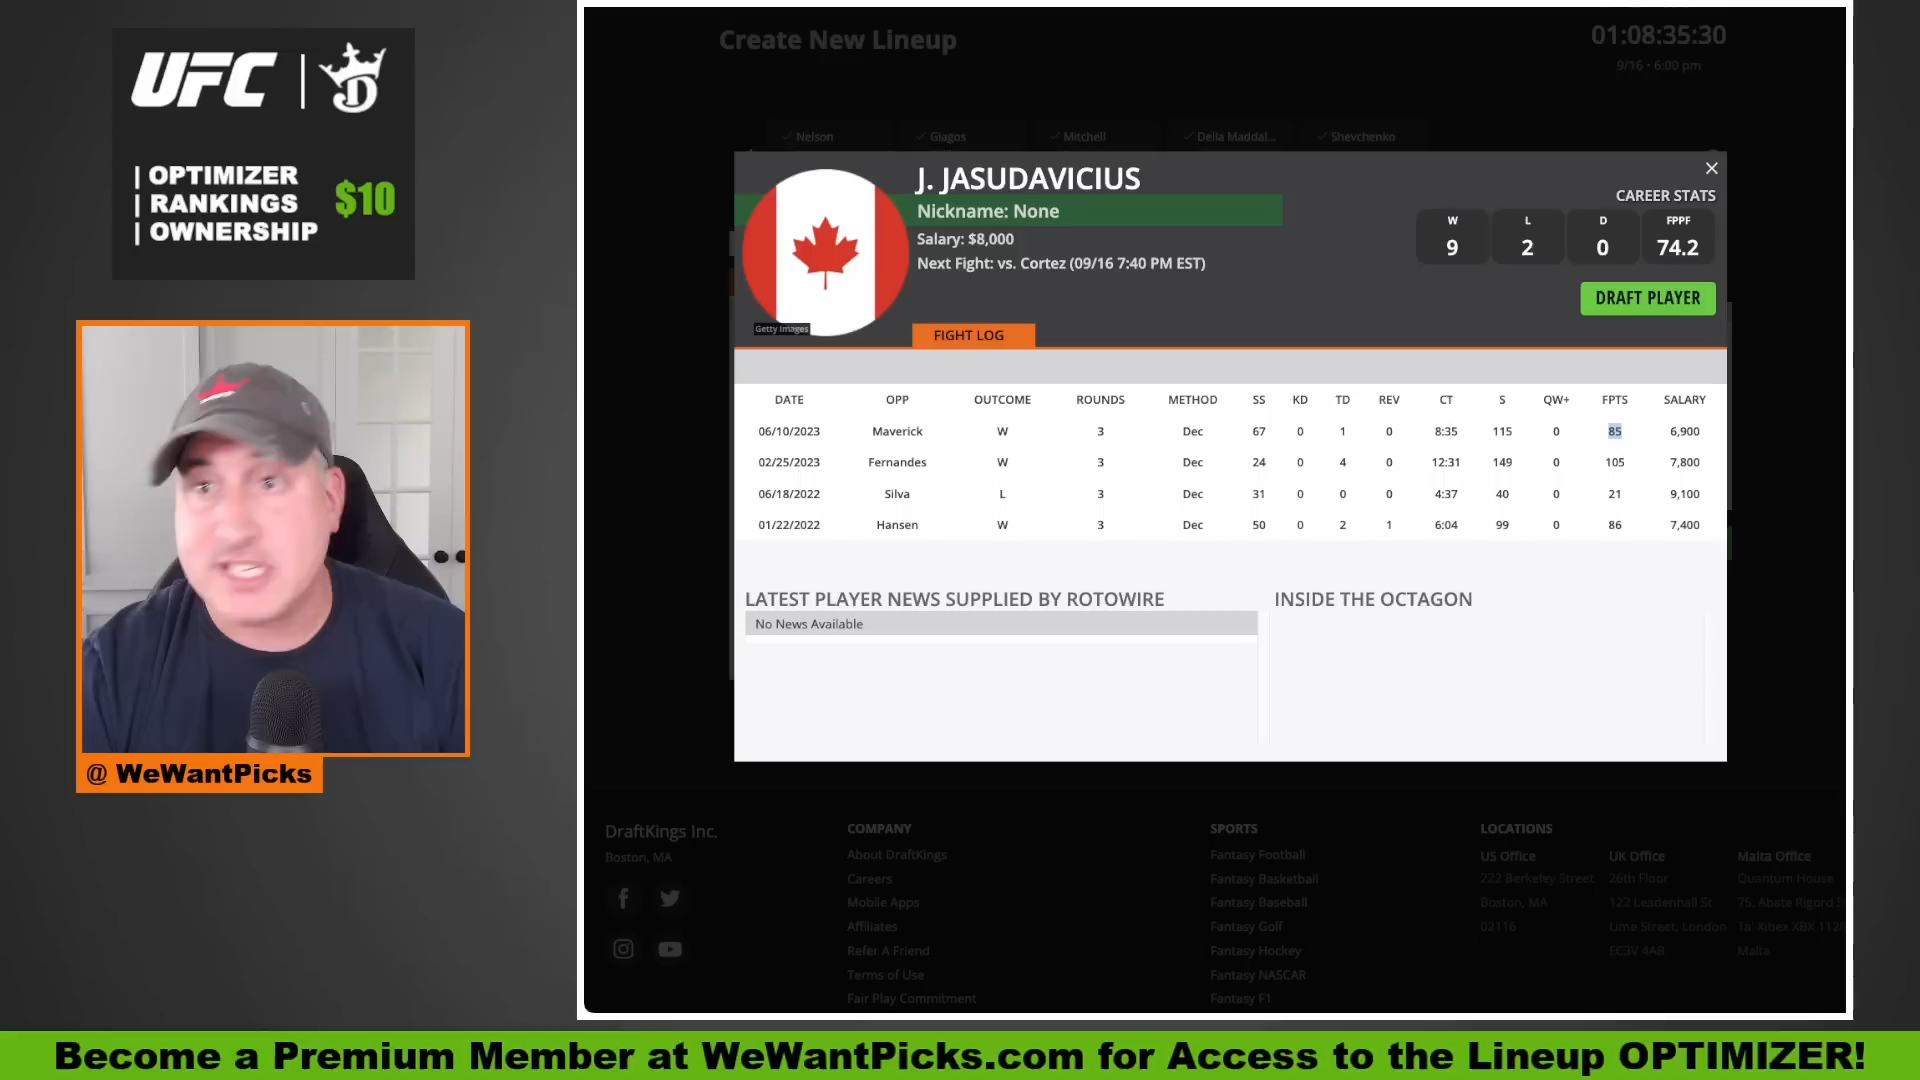 UFC
| OPTIMIZER
| RANKINGS
| OWNERSHIP
$10
@ WeWantPicks
Create New Lineup
01:08:35:30
9/16 • 6:00 pm
Nelson
Giagos
Mitchell
Della Maddal...
Shevchenko
J. JASUDAVICIUS
Nickname: None
Salary: $8,000
Next Fight: vs. Cortez (09/16 7:40 PM EST)
Getty Images
CAREER STATS
W L D FPPF
9 2 0 74.2
DRAFT PLAYER
FIGHT LOG
DATE OPP OUTCOME ROUNDS METHOD SS KD TD REV CT S QW+ FPTS SALARY
06/10/2023 Maverick W 3 Dec 67 0 1 0 8:35 115 0 85 6,900
02/25/2023 Fernandes W 3 Dec 24 0 4 0 12:31 149 0 105 7,800
06/18/2022 Silva L 3 Dec 31 0 0 0 4:37 40 0 21 9,100
01/22/2022 Hansen W 3 Dec 50 0 2 1 6:04 99 0 86 7,400
LATEST PLAYER NEWS SUPPLIED BY ROTOWIRE
No News Available
INSIDE THE OCTAGON
DraftKings Inc.
Boston, MA
COMPANY
About DraftKings
Careers
Mobile Apps
Affiliates
Refer A Friend
Terms of Use
Fair Play Commitment
SPORTS
Fantasy Football
Fantasy Basketball
Fantasy Baseball
Fantasy Golf
Fantasy Hockey
Fantasy NASCAR
Fantasy F1
LOCATIONS
US Office
222 Berkeley Street
Boston, MA
02116
UK Office
26th Floor
122 Leadenhall St
Lime Street, London
EC3V 4AB
Malta Office
Quantum House
75, Abate Rigord
Ta' Xibex XBX
Malta
Become a Premium Member at WeWantPicks.com for Access to the Lineup OPTIMIZER!